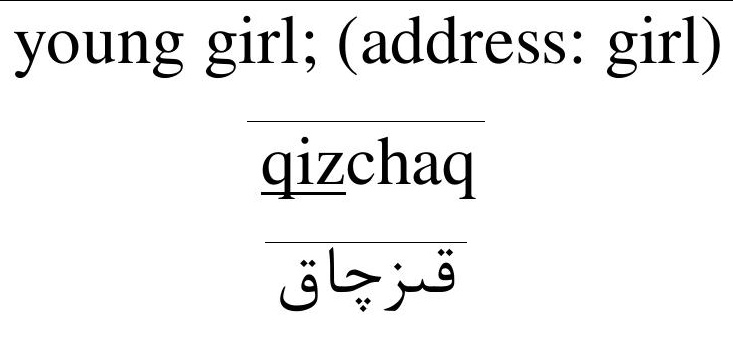 young girl; (address: girl)
qizchaq
قىزچاق